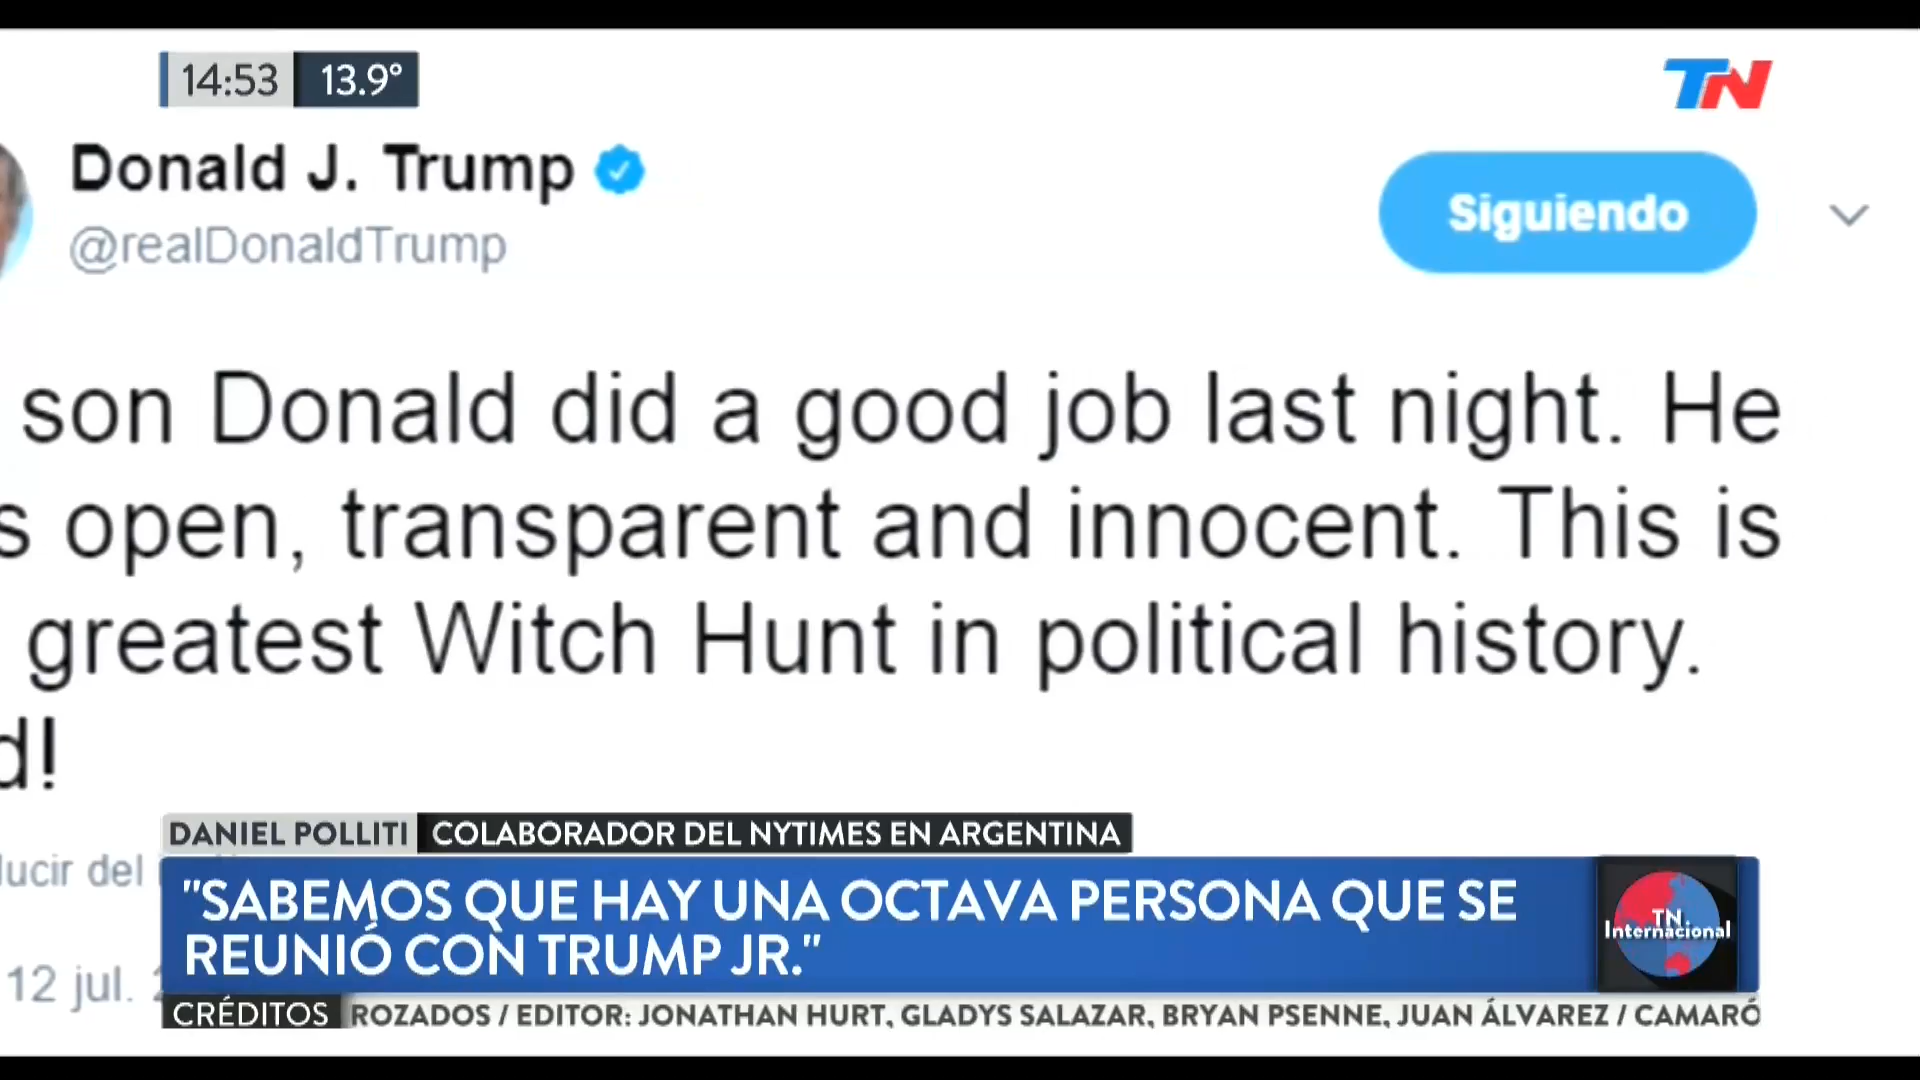 14:53 13.9°
TN
Donald J. Trump
@realDonaldTrump
Siguiendo
son Donald did a good job last night. He
s open, transparent and innocent. This is
greatest Witch Hunt in political history.
d!
DANIEL POLLITI COLABORADOR DEL NYTIMES EN ARGENTINA
ucir del
"SABEMOS QUE HAY UNA OCTAVA PERSONA QUE SE
REUNIÓ CON TRUMP JR."
TN
Internacional
12 jul.
CRÉDITOS ROZADOS / EDITOR: JONATHAN HURT, GLADYS SALAZAR, BRYAN PSENNE, JUAN ÁLVAREZ / CAMARÓ